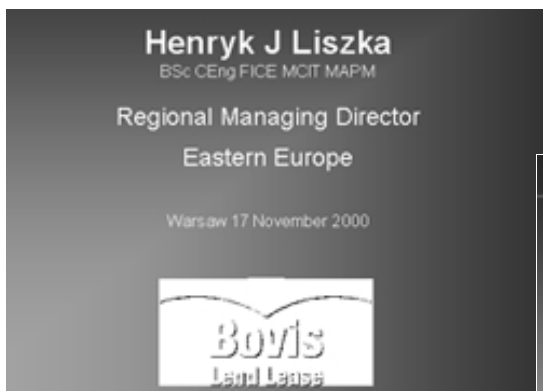 Henryk J Liszka
BSc CEng FICE MCIT MAPM
Regional Managing Director
Eastern Europe
Warsaw 17 November 2000
Bovis
Lend Lease